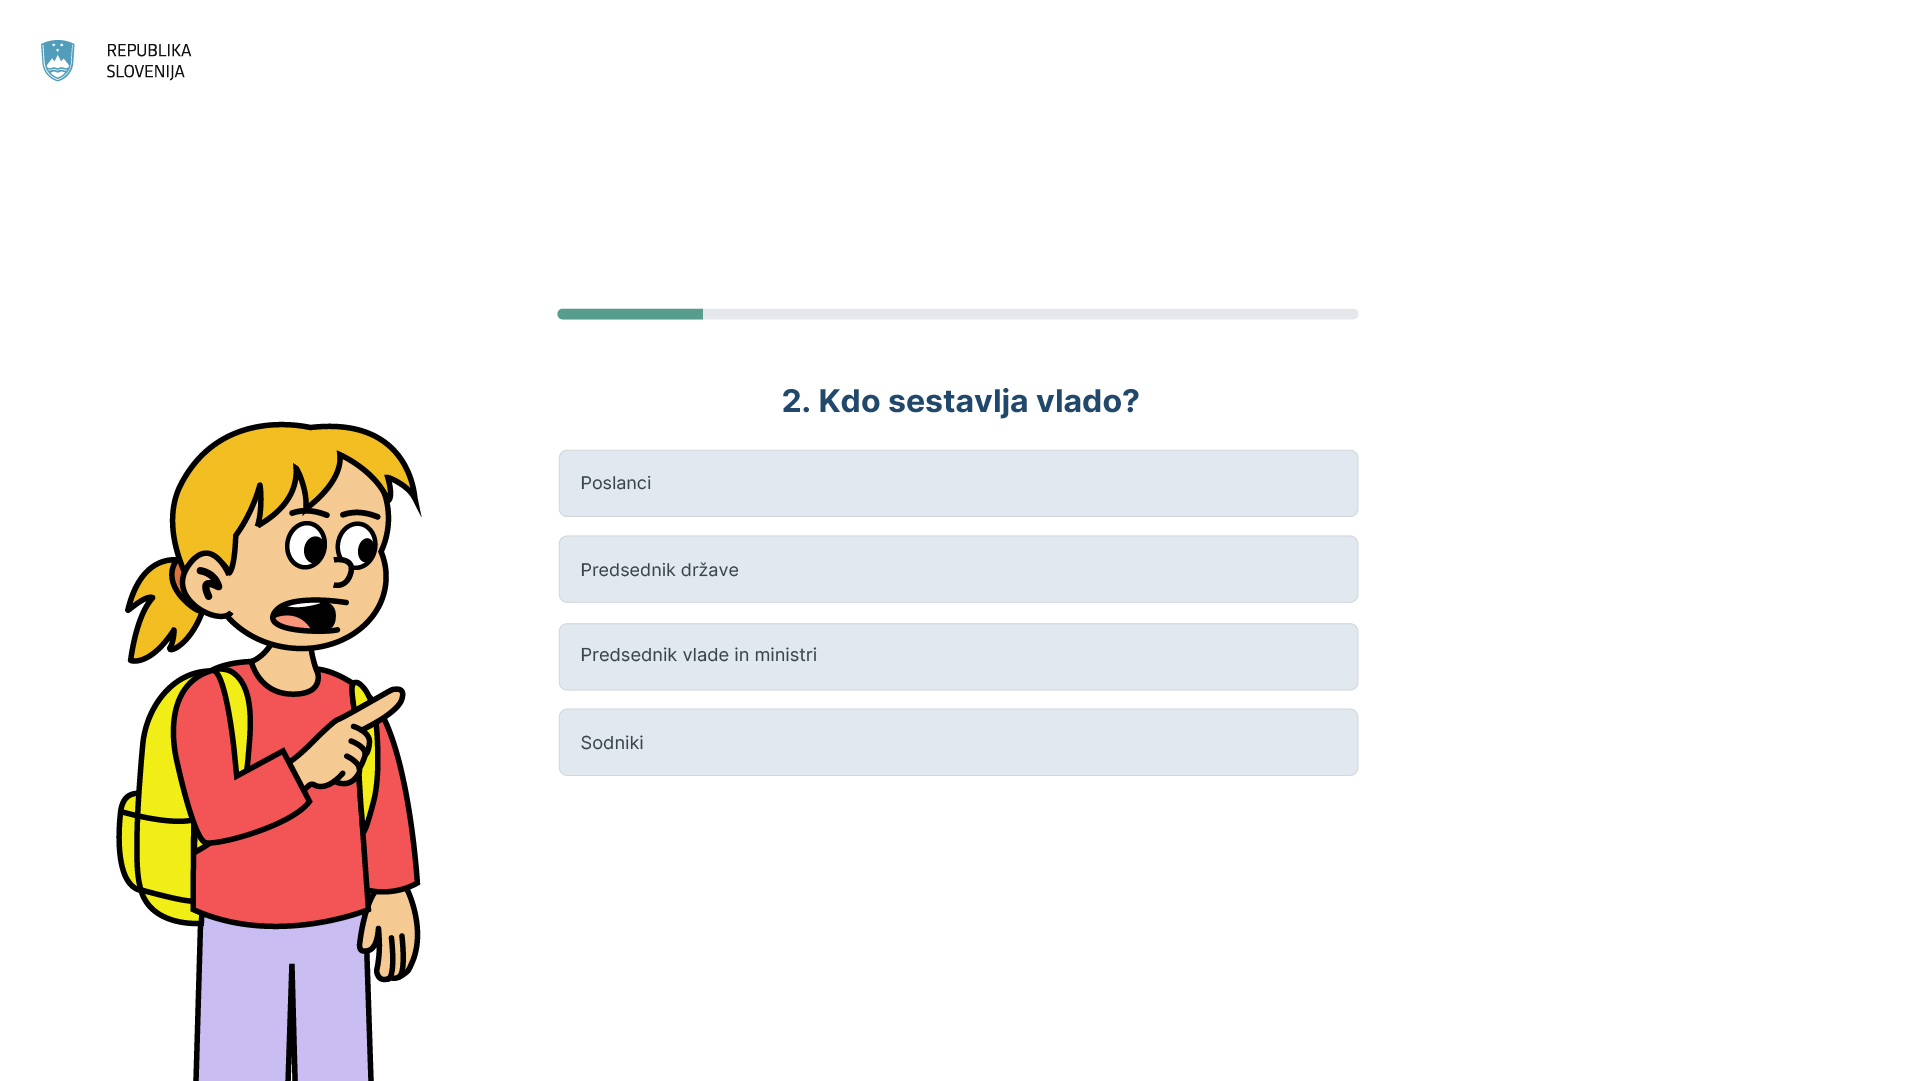 REPUBLIKA
SLOVENIJA
2. Kdo sestavlja vlado?
Poslanci
Predsednik države
Predsednik vlade in ministri
Sodniki